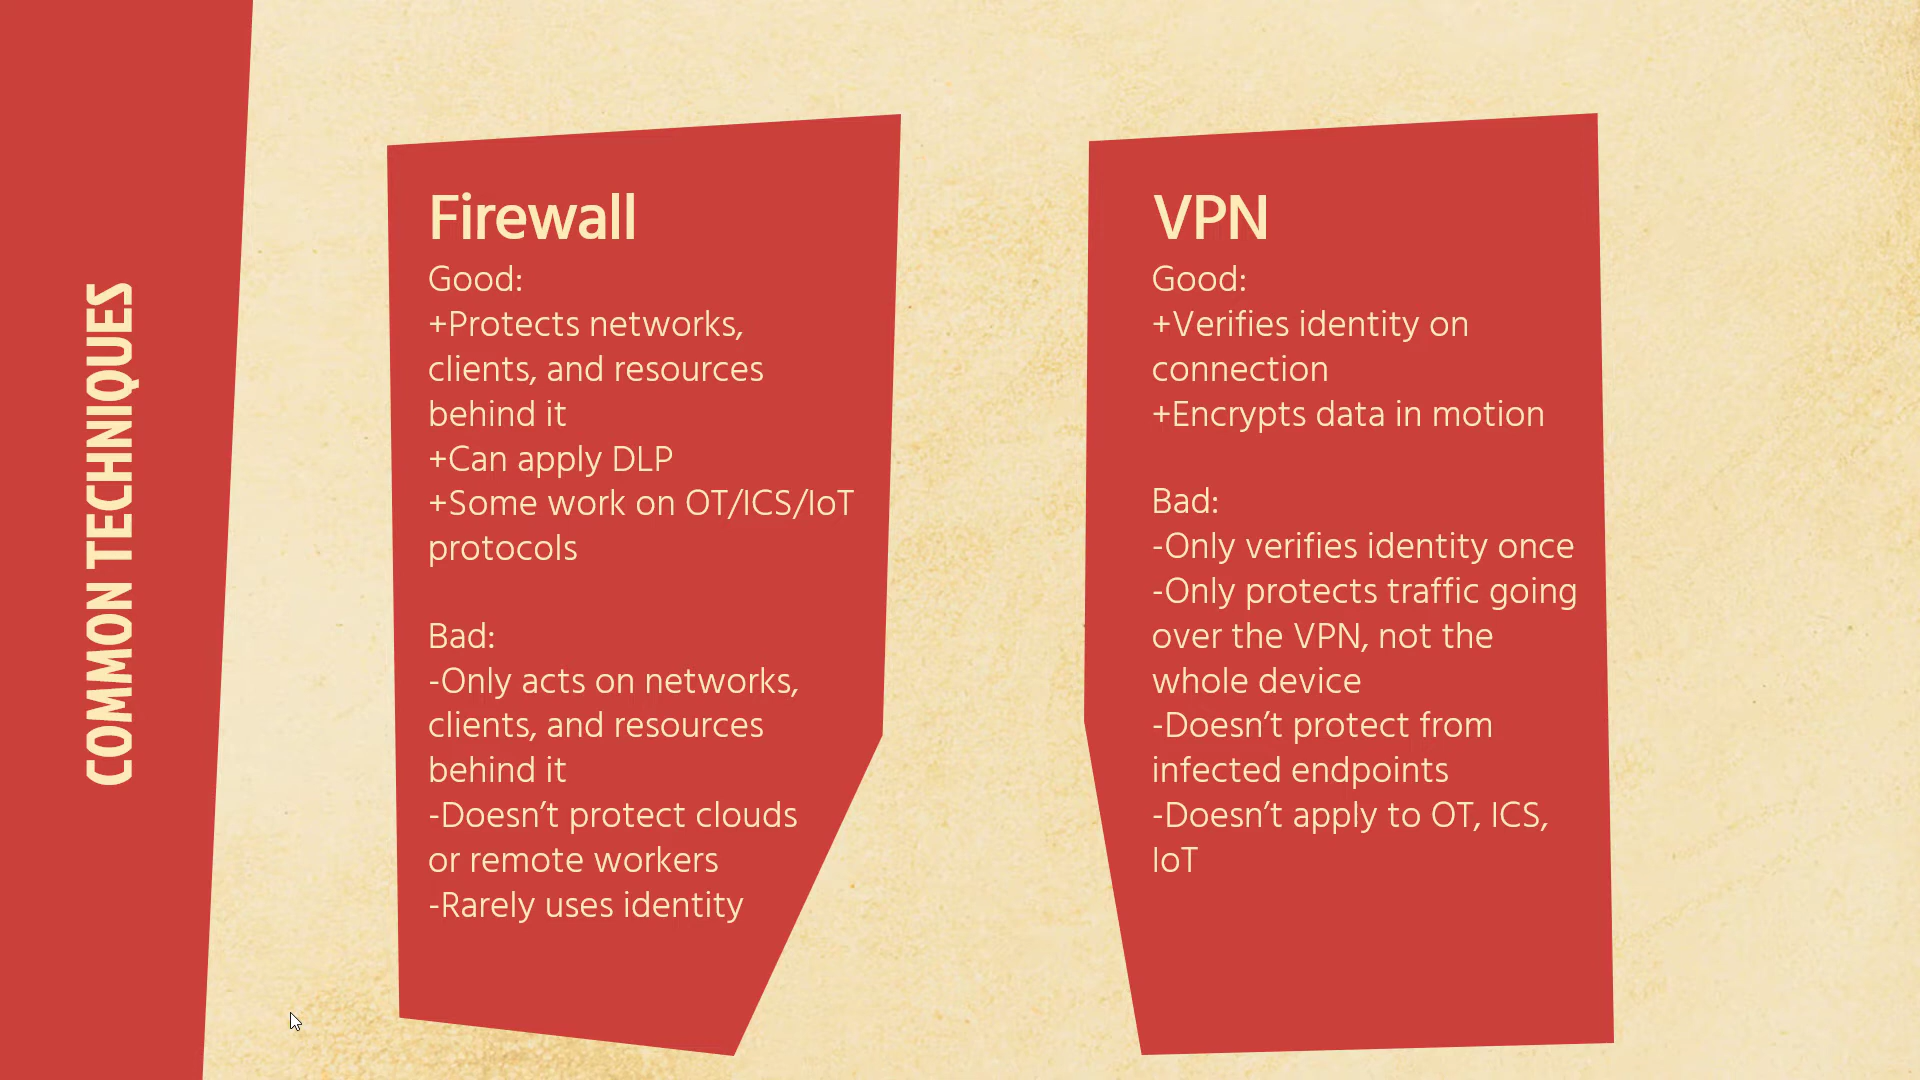 COMMON TECHNIQUES
Firewall
Good:
+Protects networks,
clients, and resources
behind it
+Can apply DLP
+Some work on OT/ICS/IoT
protocols
Bad:
-Only acts on networks,
clients, and resources
behind it
-Doesn’t protect clouds
or remote workers
-Rarely uses identity
VPN
Good:
+Verifies identity on
connection
+Encrypts data in motion
Bad:
-Only verifies identity once
-Only protects traffic going
over the VPN, not the
whole device
-Doesn’t protect from
infected endpoints
-Doesn’t apply to OT, ICS,
IoT